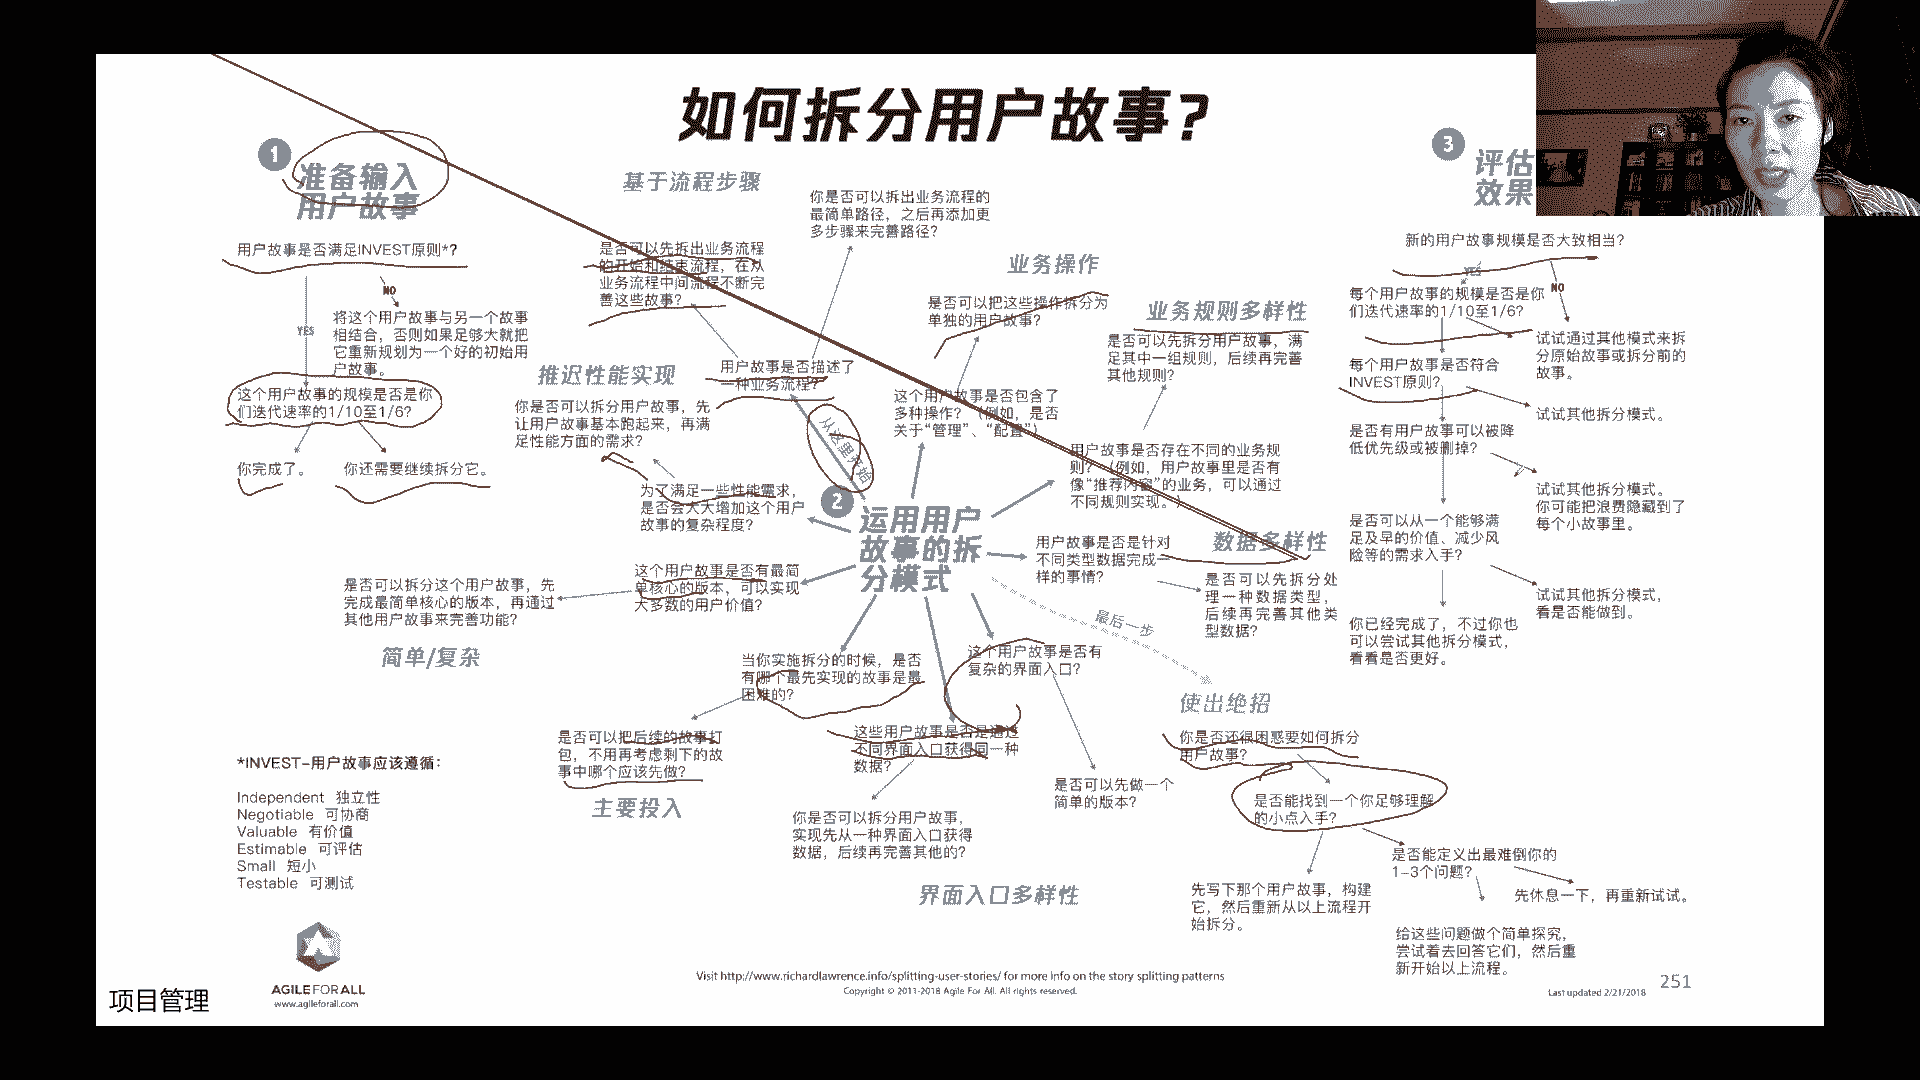 如何拆分用户故事?
1
准备输入
用户故事
用户故事是否满足INVEST原则*?
NO
YES
将这个用户故事与另一个故事
相结合，否则如果足够大就把
它重新规划为一个好的初始用
户故事。
这个用户故事的规模是否是你
们迭代速率的1/10至1/6?
你完成了。
你还需要继续拆分它。
基于流程步骤
你是否可以拆出业务流程的
最简单路径，之后再添加更
多步骤来完善路径?
是否可以先拆出业务流程
的开始和结束流程，在从
业务流程中间流程不断完
善这些故事?
用户故事是否描述了
一种业务流程?
推迟性能实现
你是否可以拆分用户故事，先
让用户故事基本跑起来，再满
足性能方面的需求?
为了满足一些性能需求，
是否会大大增加这个用户
故事的复杂程度?
从这里开始
2
运用用户
故事的拆
分模式
业务操作
是否可以把这些操作拆分为
单独的用户故事?
这个用户故事是否包含了
多种操作? (例如，是否
关于“管理”、“配置”)
业务规则多样性
是否可以先拆分用户故事，满
足其中一组规则，后续再完善
其他规则?
用户故事是否存在不同的业务规
则? (例如，用户故事里是否有
像“推荐内容”的业务，可以通过
不同规则实现。)
数据多样性
用户故事是否是针对
不同类型数据完成一
样的事情?
是否可以先拆分处
理一种数据类型，
后续再完善其他类
型数据?
这个用户故事是否有最简
单核心的版本，可以实现
大多数的用户价值?
是否可以拆分这个用户故事，先
完成最简单核心的版本，再通过
其他用户故事来完善功能?
简单/复杂
当你实施拆分的时候，是否
有哪个最先实现的故事是最
困难的?
是否可以把后续的故事打
包，不用再考虑剩下的故
事中哪个应该先做?
主要投入
这个用户故事是否有
复杂的界面入口?
是否可以先做一个
简单的版本?
这些用户故事是否是通过
不同界面入口获得同一种
数据?
你是否可以拆分用户故事，
实现先从一种界面入口获得
数据，后续再完善其他的?
界面入口多样性
最后一步
使出绝招
你是否还很困惑要如何拆分
用户故事?
是否能找到一个你足够理解
的小点入手?
先写下那个用户故事，构建
它，然后重新从以上流程开
始拆分。
是否能定义出最难倒你的
1-3个问题?
先休息一下，再重新试试。
给这些问题做个简单探究，
尝试着去回答它们，然后重
新开始以上流程。
3
评估
效果
新的用户故事规模是否大致相当?
YES
NO
每个用户故事的规模是否是你
们迭代速率的1/10至1/6?
试试通过其他模式来拆
分原始故事或拆分前的
故事。
每个用户故事是否符合
INVEST原则?
试试其他拆分模式。
是否有用户故事可以被降
低优先级或被删掉?
试试其他拆分模式。
你可能把浪费隐藏到了
每个小故事里。
是否可以从一个能够满
足及早的价值、减少风
险等的需求入手?
试试其他拆分模式，
看是否能做到。
你已经完成了，不过你也
可以尝试其他拆分模式，
看看是否更好。
*INVEST-用户故事应该遵循:
Independent 独立性
Negotiable 可协商
Valuable 有价值
Estimable 可评估
Small 短小
Testable 可测试
AGILE FOR ALL
www.agileforall.com
项目管理
Visit http://www.richardlawrence.info/splitting-user-stories/ for more info on the story splitting patterns
Copyright © 2011-2018 Agile For All. All rights reserved.
Last updated 2/21/2018
251